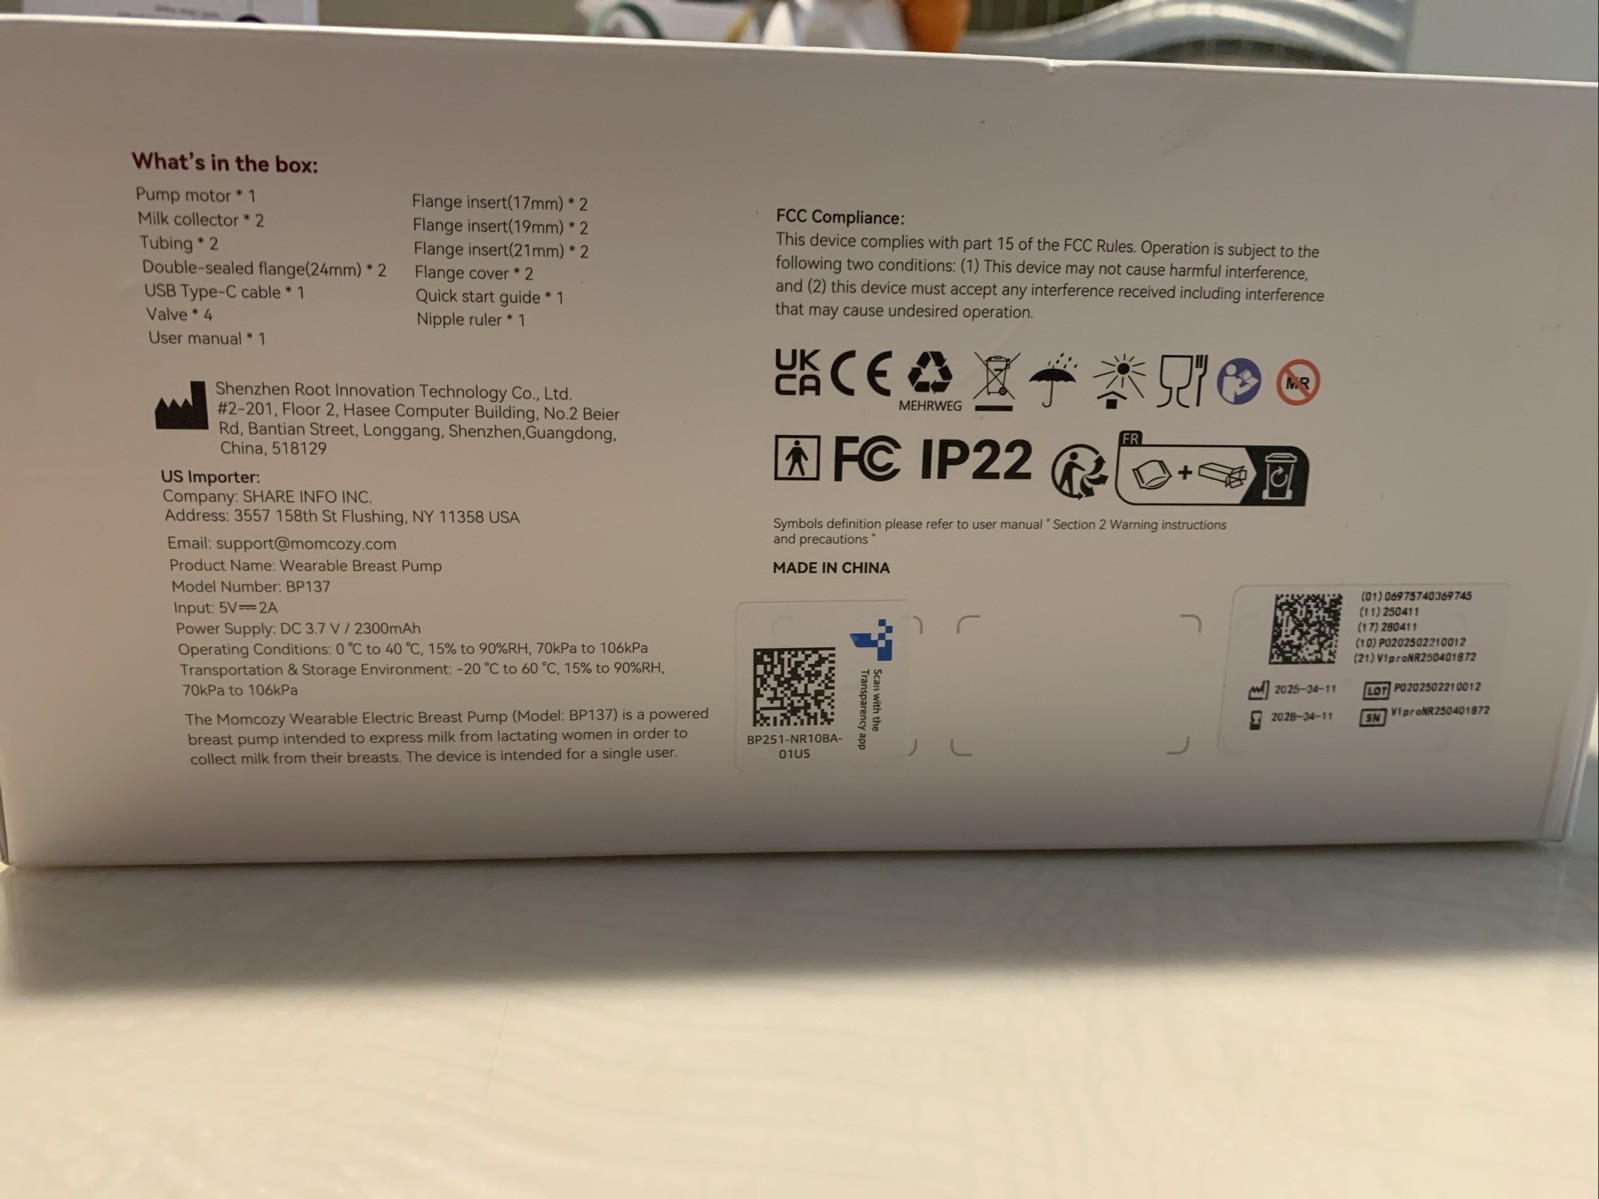 What's in the box:
Pump motor * 1
Milk collector * 2
Tubing * 2
Double-sealed flange(24mm) * 2
USB Type-C cable * 1
Valve * 4
User manual * 1
Flange insert(17mm) * 2
Flange insert(19mm) * 2
Flange insert(21mm) * 2
Flange cover * 2
Quick start guide * 1
Nipple ruler * 1
Shenzhen Root Innovation Technology Co., Ltd.
#2-201, Floor 2, Hasee Computer Building, No.2 Beier
Rd, Bantian Street, Longgang, Shenzhen,Guangdong,
China, 518129
US Importer:
Company: SHARE INFO INC.
Address: 3557 158th St Flushing, NY 11358 USA
Email: support@momcozy.com
Product Name: Wearable Breast Pump
Model Number: BP137
Input: 5V⎓2A
Power Supply: DC 3.7 V / 2300mAh
Operating Conditions: 0 °C to 40 °C, 15% to 90%RH, 70kPa to 106kPa
Transportation & Storage Environment: -20 °C to 60 °C, 15% to 90%RH,
70kPa to 106kPa
The Momcozy Wearable Electric Breast Pump (Model: BP137) is a powered
breast pump intended to express milk from lactating women in order to
collect milk from their breasts. The device is intended for a single user.
FCC Compliance:
This device complies with part 15 of the FCC Rules. Operation is subject to the
following two conditions: (1) This device may not cause harmful interference,
and (2) this device must accept any interference received including interference
that may cause undesired operation.
UK
CA CE
MEHRWEG
MR
FC IP22
FR
Symbols definition please refer to user manual " Section 2 Warning instructions
and precautions "
MADE IN CHINA
BP251-NR10BA-
01US
Scan with the
Transparency app
(01) 06975740369745
(11) 250411
(17) 280411
(10) P0202502210012
(21) V1proNR250401872
2025-04-11
LOT P0202502210012
2028-04-11
SN V1proNR250401872